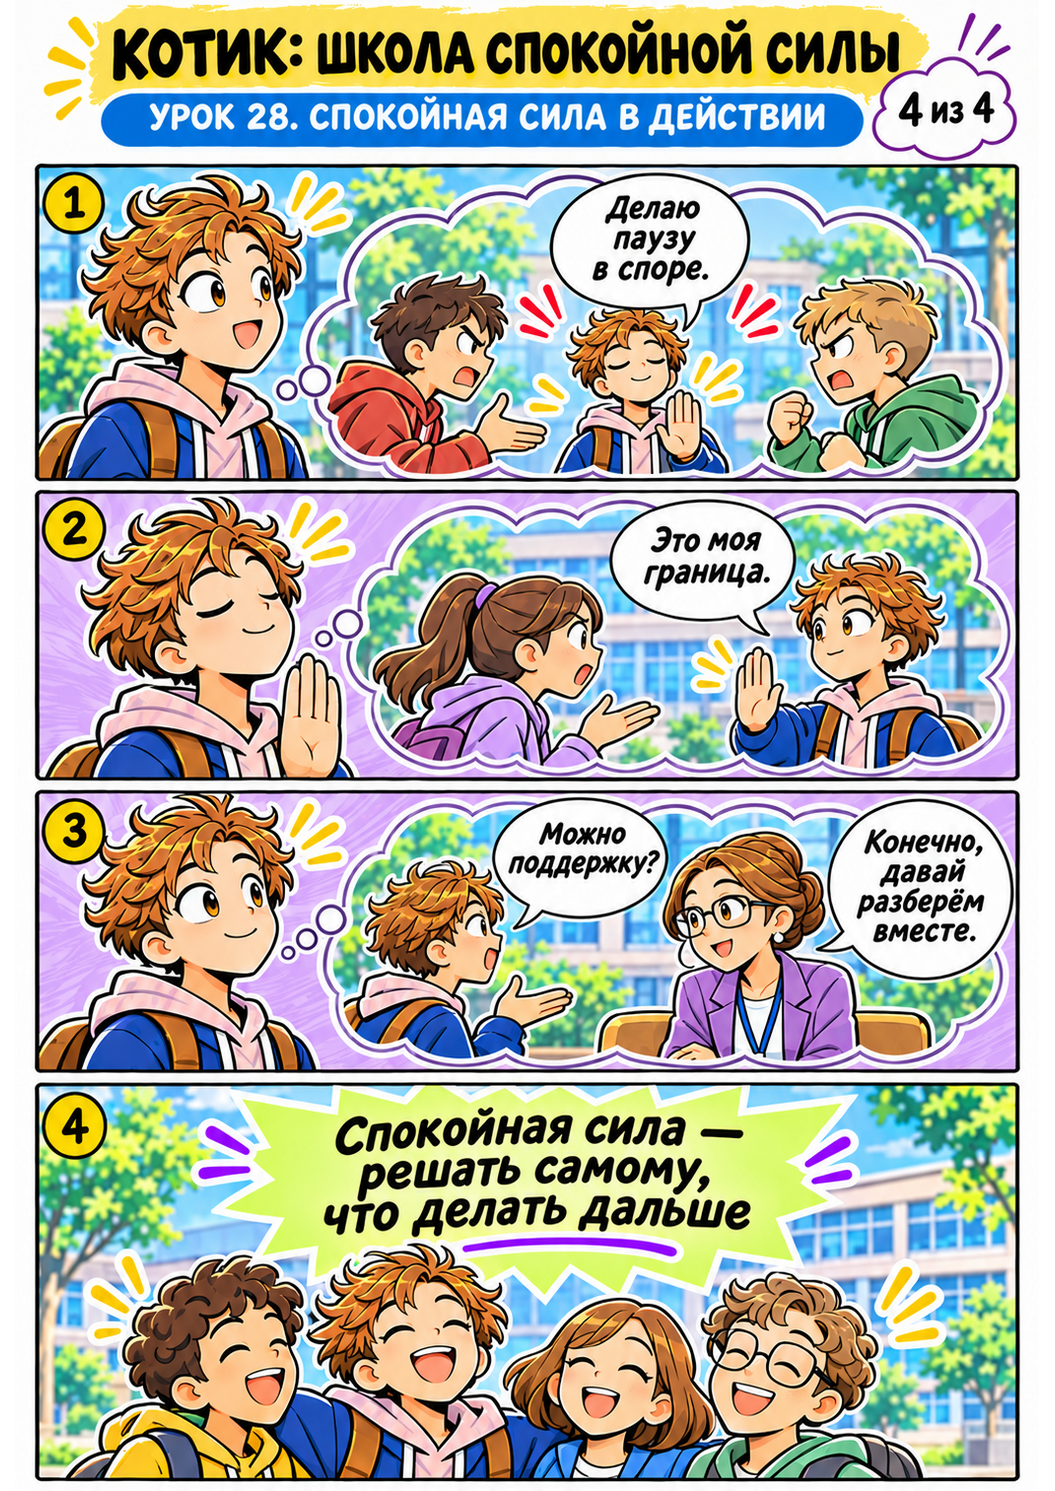 КОТИК: ШКОЛА СПОКОЙНОЙ СИЛЫ
УРОК 28. СПОКОЙНАЯ СИЛА В ДЕЙСТВИИ
4 из 4
1
Делаю
паузу
в споре.
2
Это моя
граница.
3
Можно
поддержку?
Конечно,
давай
разберём
вместе.
4
Спокойная сила —
решать самому,
что делать дальше